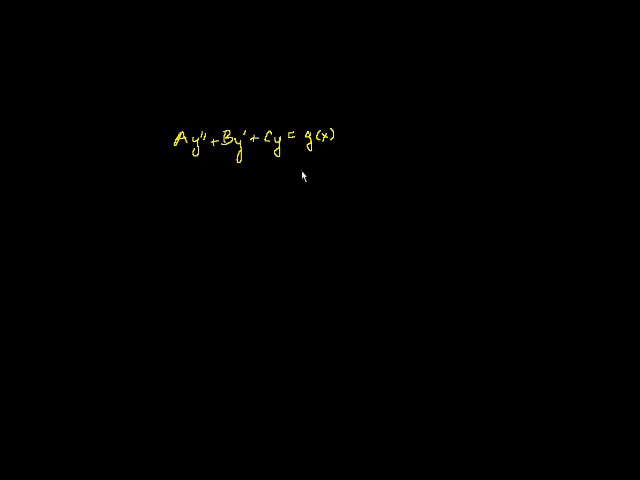 Ay'' + By' + Cy = g(x)